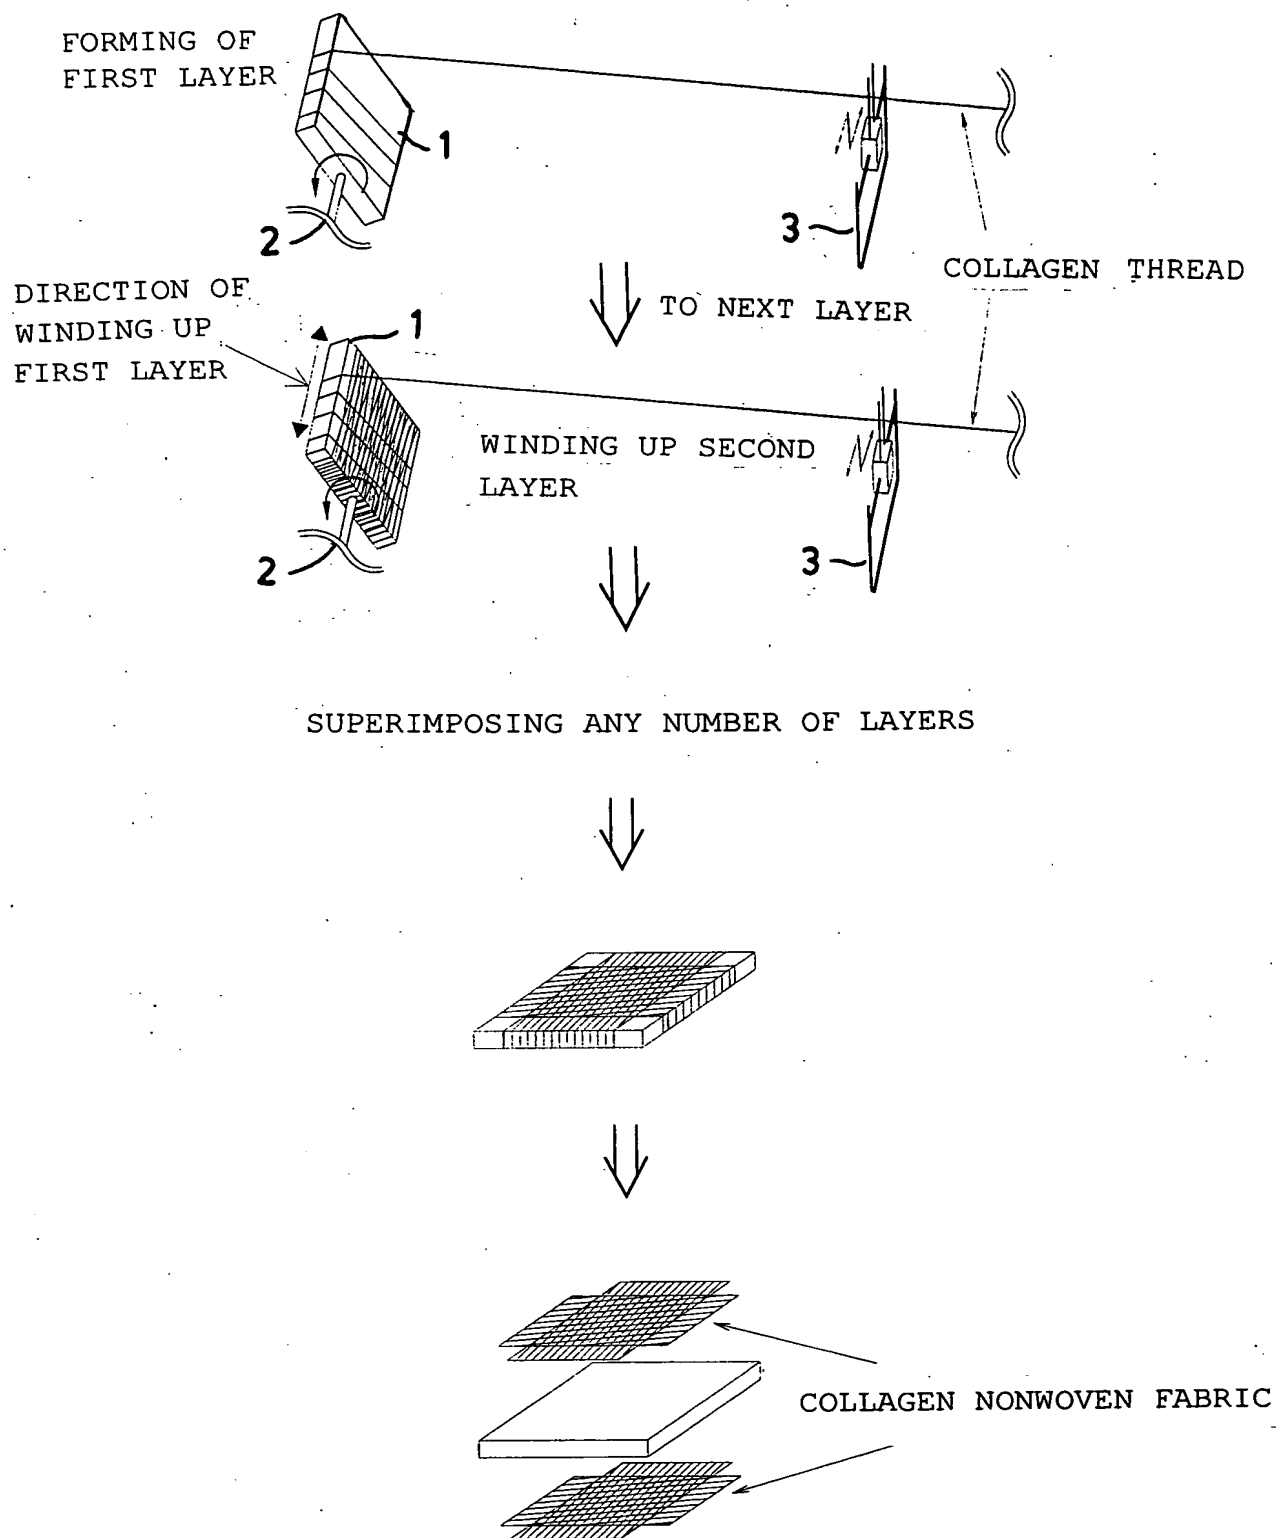 FORMING OF
FIRST LAYER
1
2
3
COLLAGEN THREAD
DIRECTION OF
WINDING UP
FIRST LAYER
TO NEXT LAYER
1
WINDING UP SECOND
LAYER
2
3
SUPERIMPOSING ANY NUMBER OF LAYERS
COLLAGEN NONWOVEN FABRIC